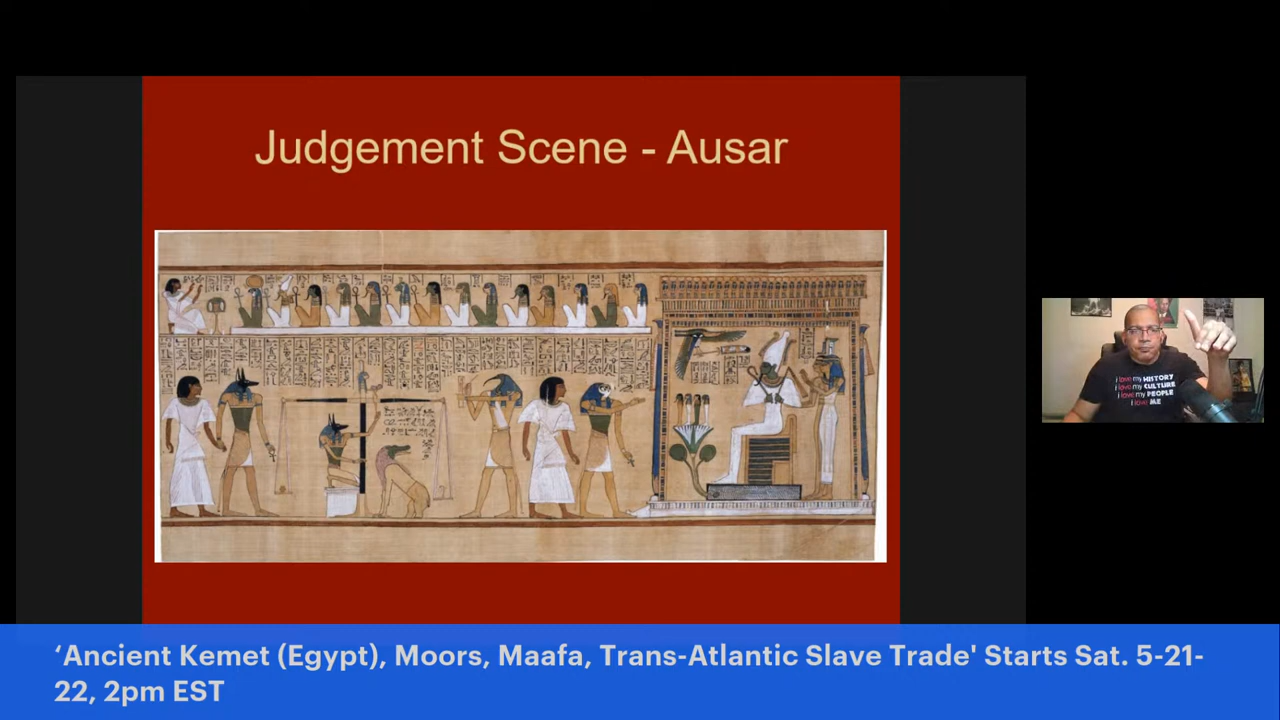 Judgement Scene - Ausar
i love my HISTORY
i love my CULTURE
i love my PEOPLE
i love ME
‘Ancient Kemet (Egypt), Moors, Maafa, Trans-Atlantic Slave Trade' Starts Sat. 5-21-
22, 2pm EST